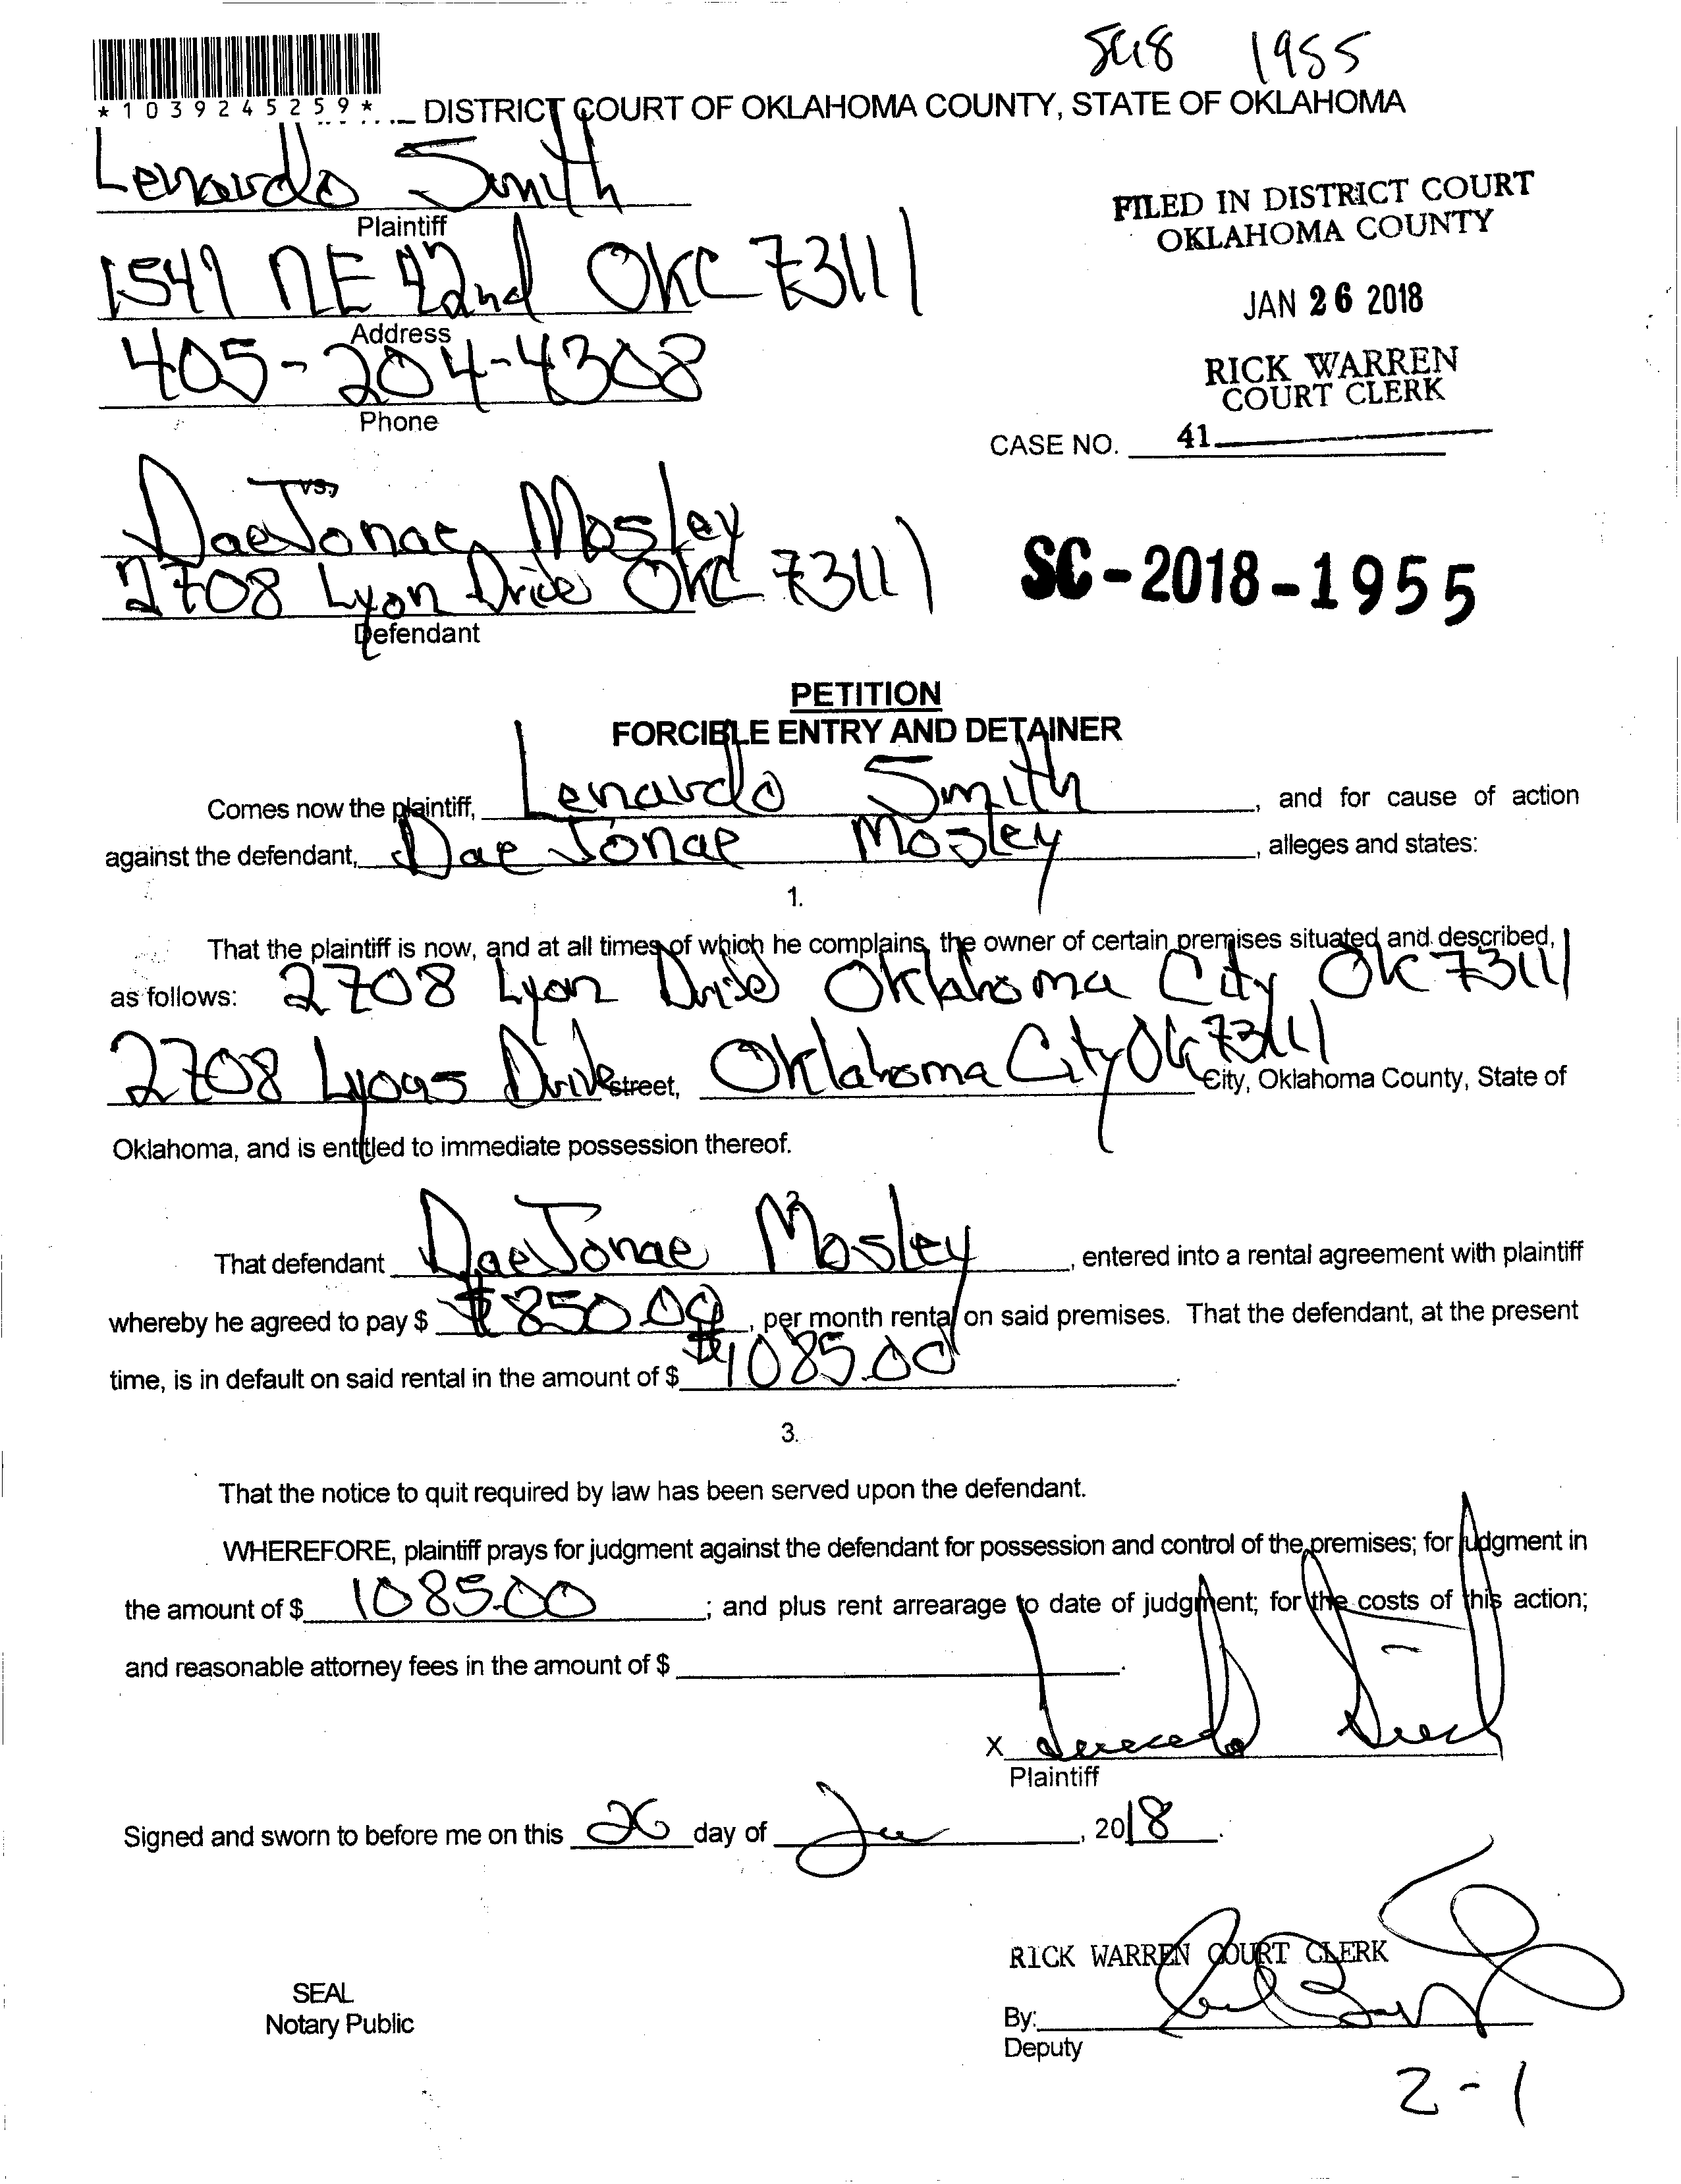 SC18 1955
*1039245259*
DISTRICT COURT OF OKLAHOMA COUNTY, STATE OF OKLAHOMA
Lenardo Smith
Plaintiff
FILED IN DISTRICT COURT
OKLAHOMA COUNTY
1541 NE 42nd OKC 73111
Address
JAN 26 2018
405-204-4308
Phone
RICK WARREN
COURT CLERK
CASE NO. 41
vs.
DaeJonae Mosley
2708 Lyon Drive OKC 73111
Defendant
SC-2018-1955
PETITION
FORCIBLE ENTRY AND DETAINER
Comes now the plaintiff, Lenardo Smith, and for cause of action
against the defendant, DaeJonae Mosley, alleges and states:
1.
That the plaintiff is now, and at all times of which he complains, the owner of certain premises situated and described,
as follows: 2708 Lyon Drive Oklahoma City OK 73111
2708 Lyons Drive street, Oklahoma City OK 73111 City, Oklahoma County, State of
Oklahoma, and is entitled to immediate possession thereof.
2
That defendant DaeJonae Mosley, entered into a rental agreement with plaintiff
whereby he agreed to pay $ $850.00, per month rental on said premises. That the defendant, at the present
time, is in default on said rental in the amount of $ $1085.00.
3.
That the notice to quit required by law has been served upon the defendant.
WHEREFORE, plaintiff prays for judgment against the defendant for possession and control of the premises; for judgment in
the amount of $ 1085.00; and plus rent arrearage to date of judgment; for the costs of this action;
and reasonable attorney fees in the amount of $ .
X Lenardo Smith
Plaintiff
Signed and sworn to before me on this 26 day of Jan, 2018.
RICK WARREN COURT CLERK
SEAL
Notary Public
By:
Deputy
2-1